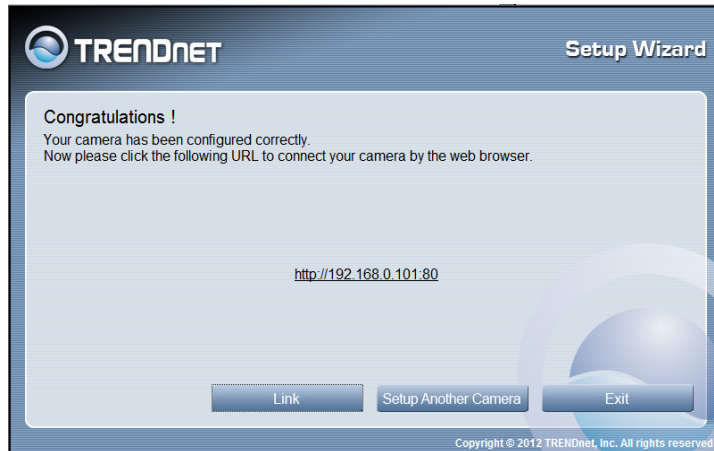 TRENDnet
Setup Wizard
Congratulations !
Your camera has been configured correctly.
Now please click the following URL to connect your camera by the web browser.
http://192.168.0.101:80
Link
Setup Another Camera
Exit
Copyright © 2012 TRENDnet, Inc. All rights reserved